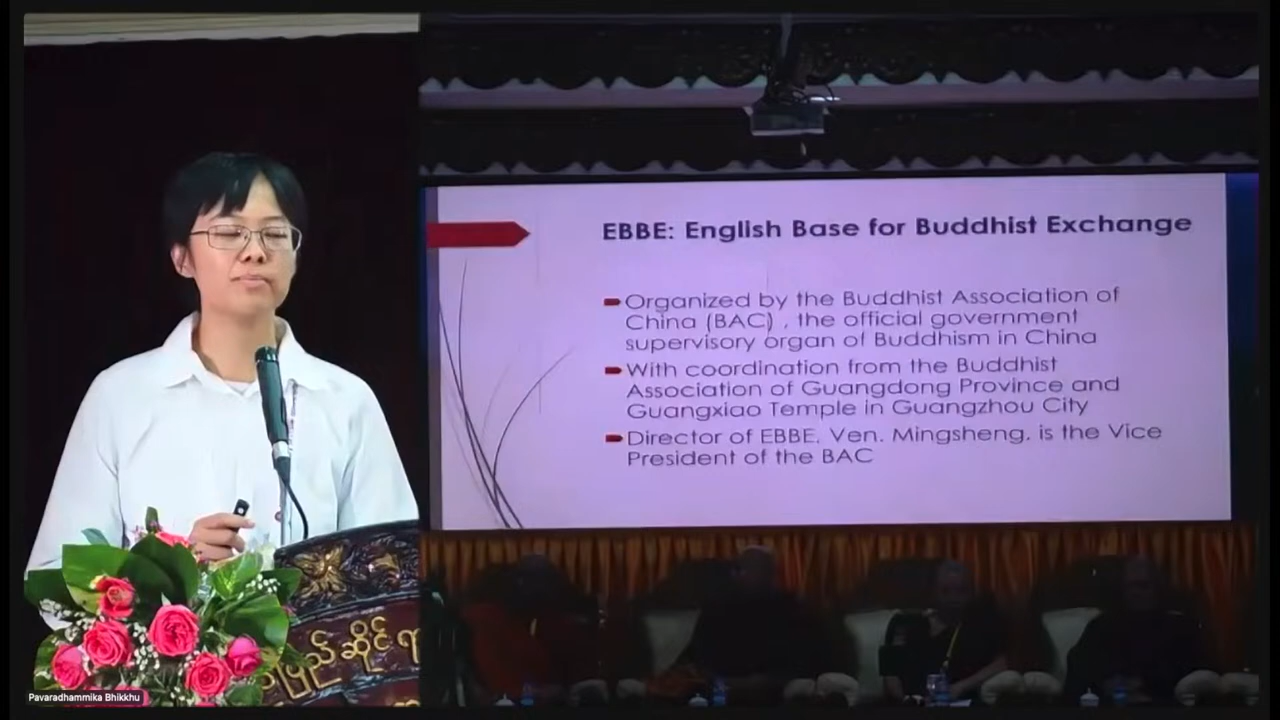 EBBE: English Base for Buddhist Exchange
Organized by the Buddhist Association of
China (BAC) , the official government
supervisory organ of Buddhism in China
With coordination from the Buddhist
Association of Guangdong Province and
Guangxiao Temple in Guangzhou City
Director of EBBE, Ven. Mingsheng, is the Vice
President of the BAC
Pavaradhammika Bhikkhu